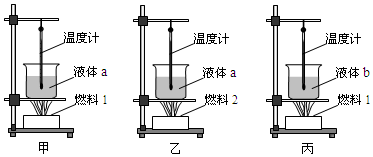 温度计
液体 a
燃料 1
甲
温度计
液体 a
燃料 2
乙
温度计
液体 b
燃料 1
丙